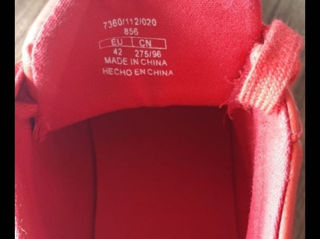 7360/112/020
856
EU CN
42 275/96
MADE IN CHINA
HECHO EN CHINA